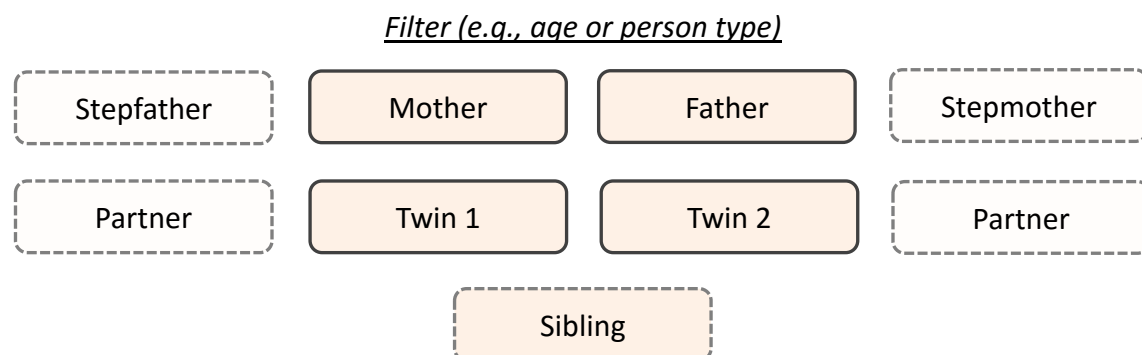 Filter (e.g., age or person type)
Stepfather Mother Father Stepmother
Partner Twin 1 Twin 2 Partner
Sibling